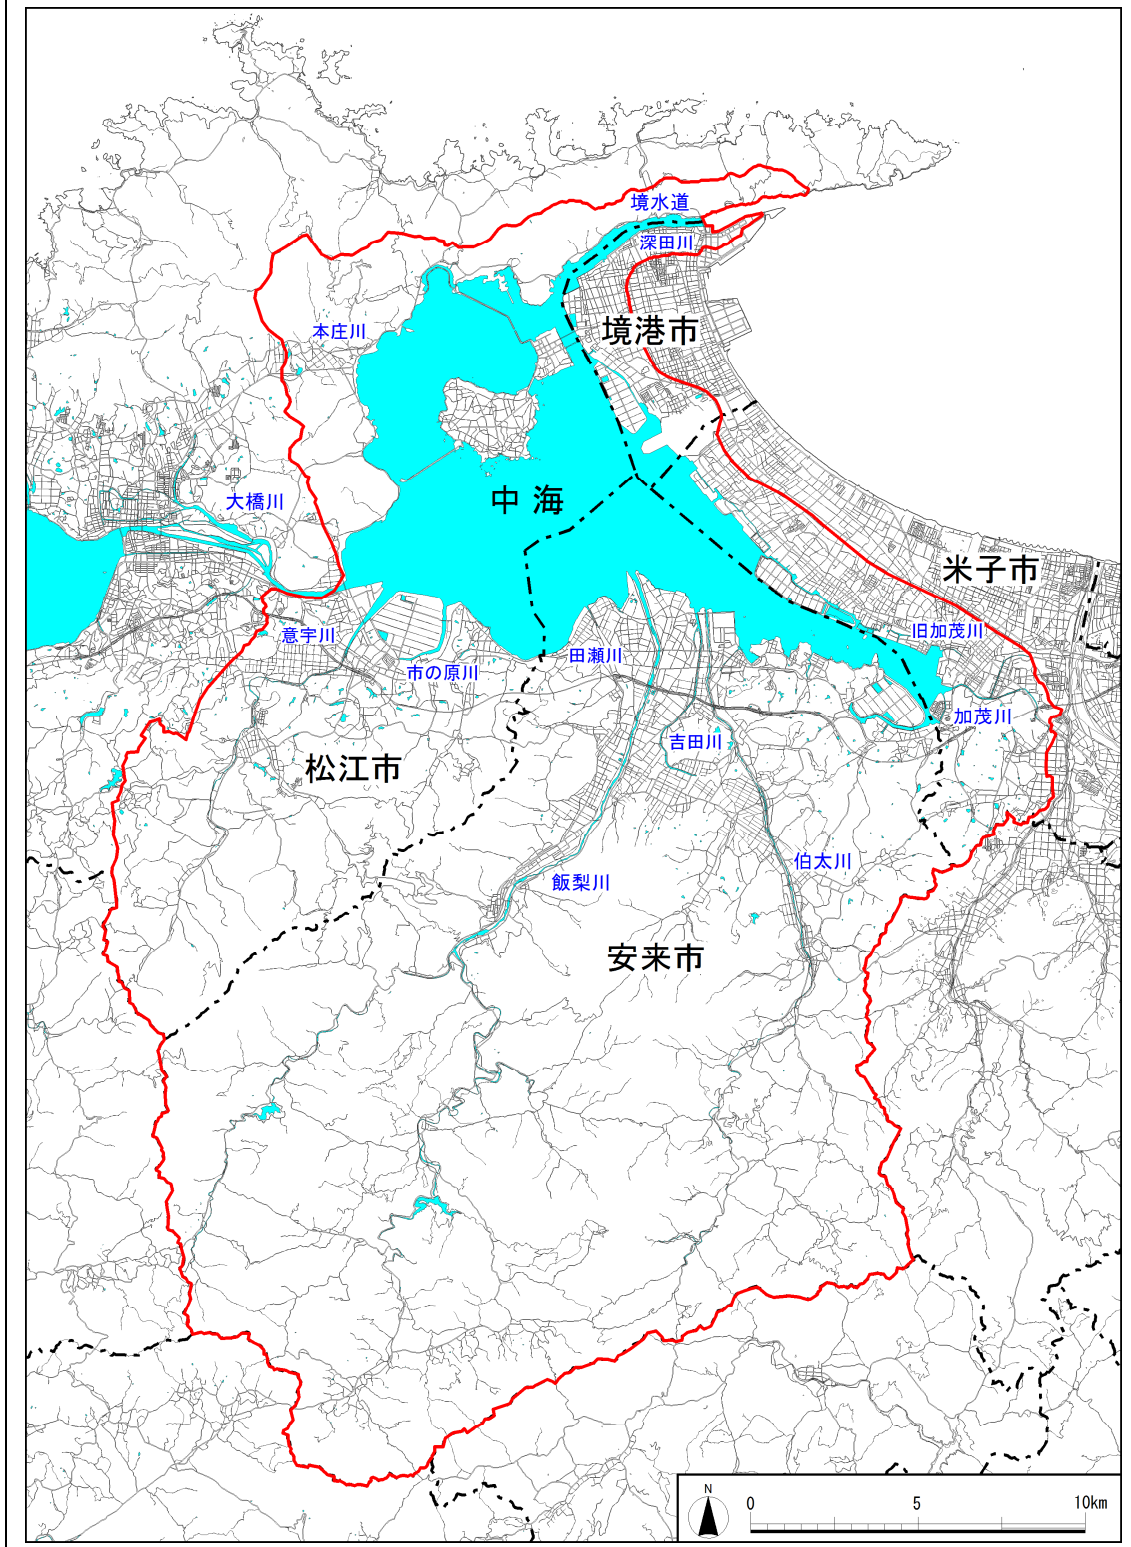 境水道
深田川
境港市
本庄川
中海
大橋川
米子市
旧加茂川
意宇川
田瀬川
市の原川
加茂川
吉田川
松江市
伯太川
飯梨川
安来市
N
0 5 10km